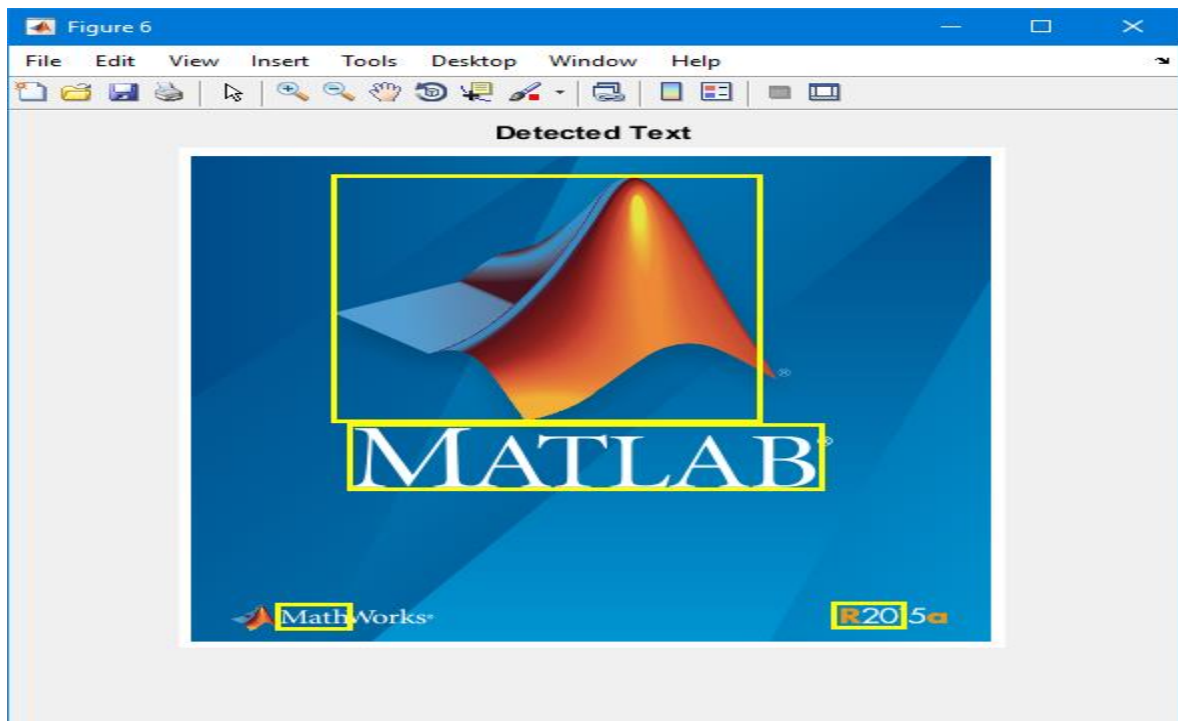 Figure 6
File Edit View Insert Tools Desktop Window Help
Detected Text
®
MATLAB®
MathWorks®
R2015a